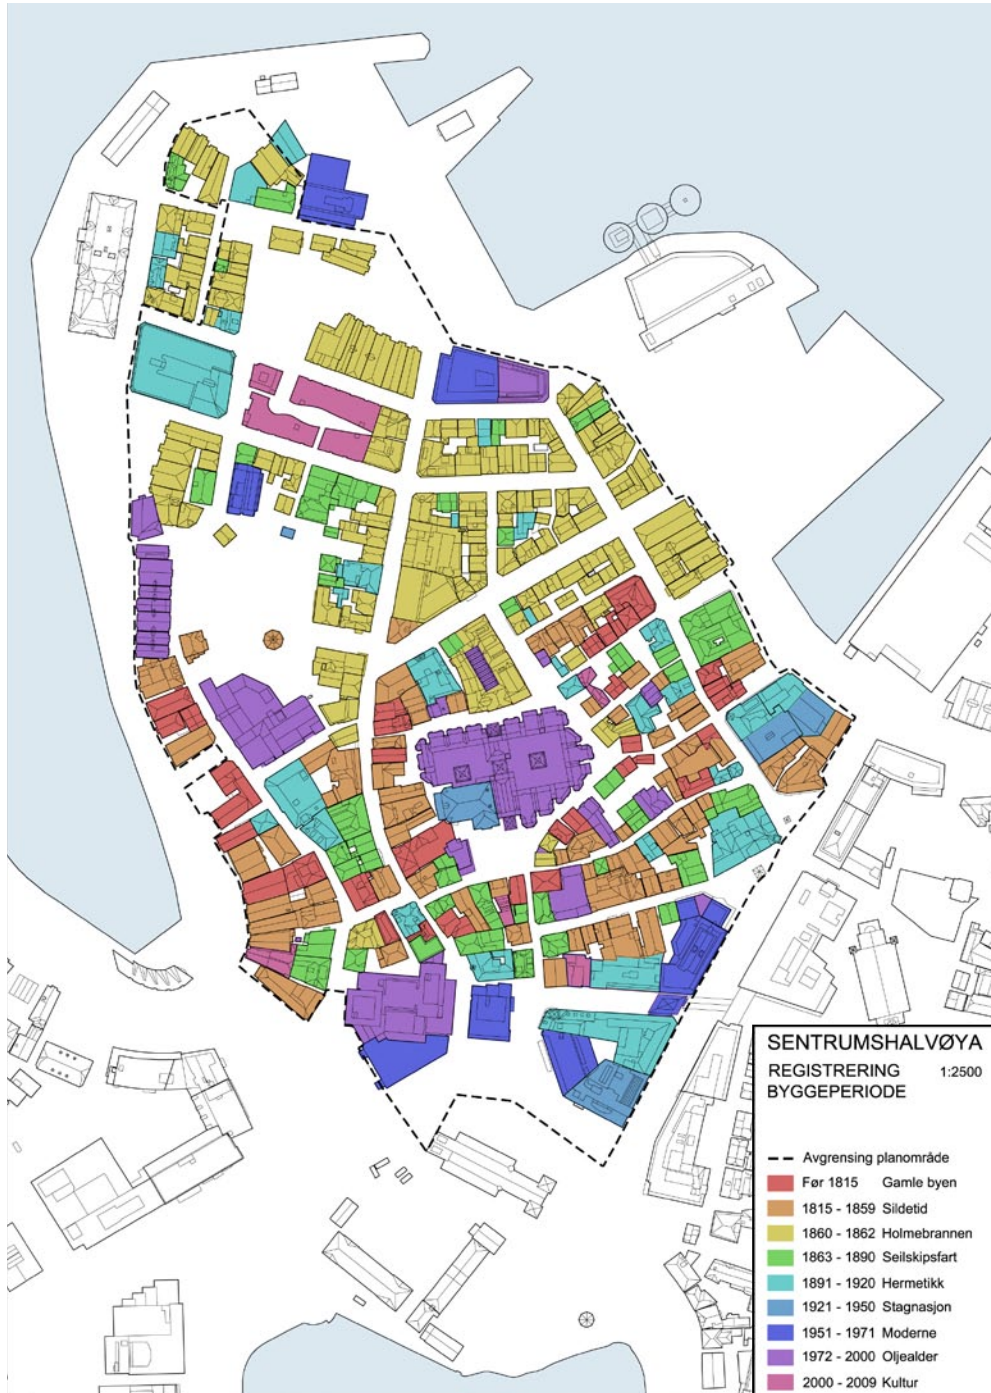 SENTRUMSHALVØYA
REGISTRERING 1:2500
BYGGEPERIODE
Avgrensing planområde
Før 1815 Gamle byen
1815 - 1859 Sildetid
1860 - 1862 Holmebrannen
1863 - 1890 Seilskipsfart
1891 - 1920 Hermetikk
1921 - 1950 Stagnasjon
1951 - 1971 Moderne
1972 - 2000 Oljealder
2000 - 2009 Kultur